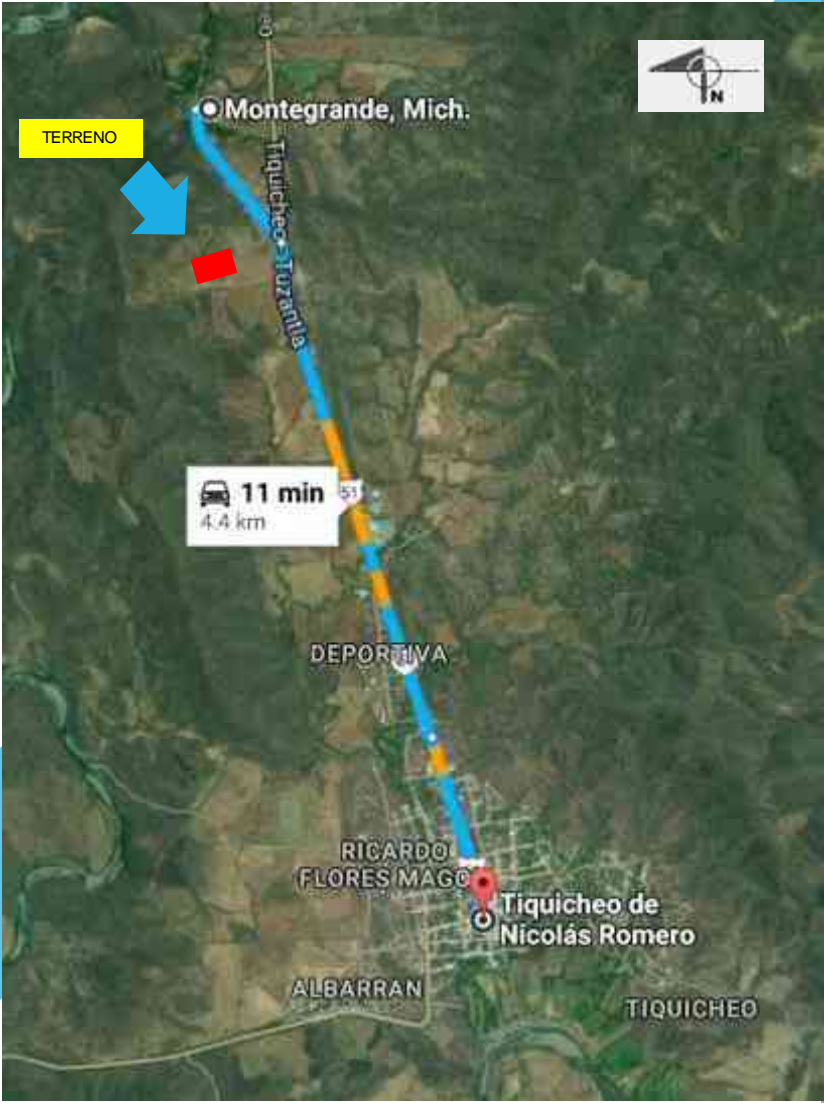 N
Montegrande, Mich.
TERRENO
Tiquicheo - Tuzantla
11 min
4.4 km
51
DEPORTIVA
RICARDO
FLORES MAGO
Tiquicheo de
Nicolás Romero
ALBARRAN
TIQUICHEO